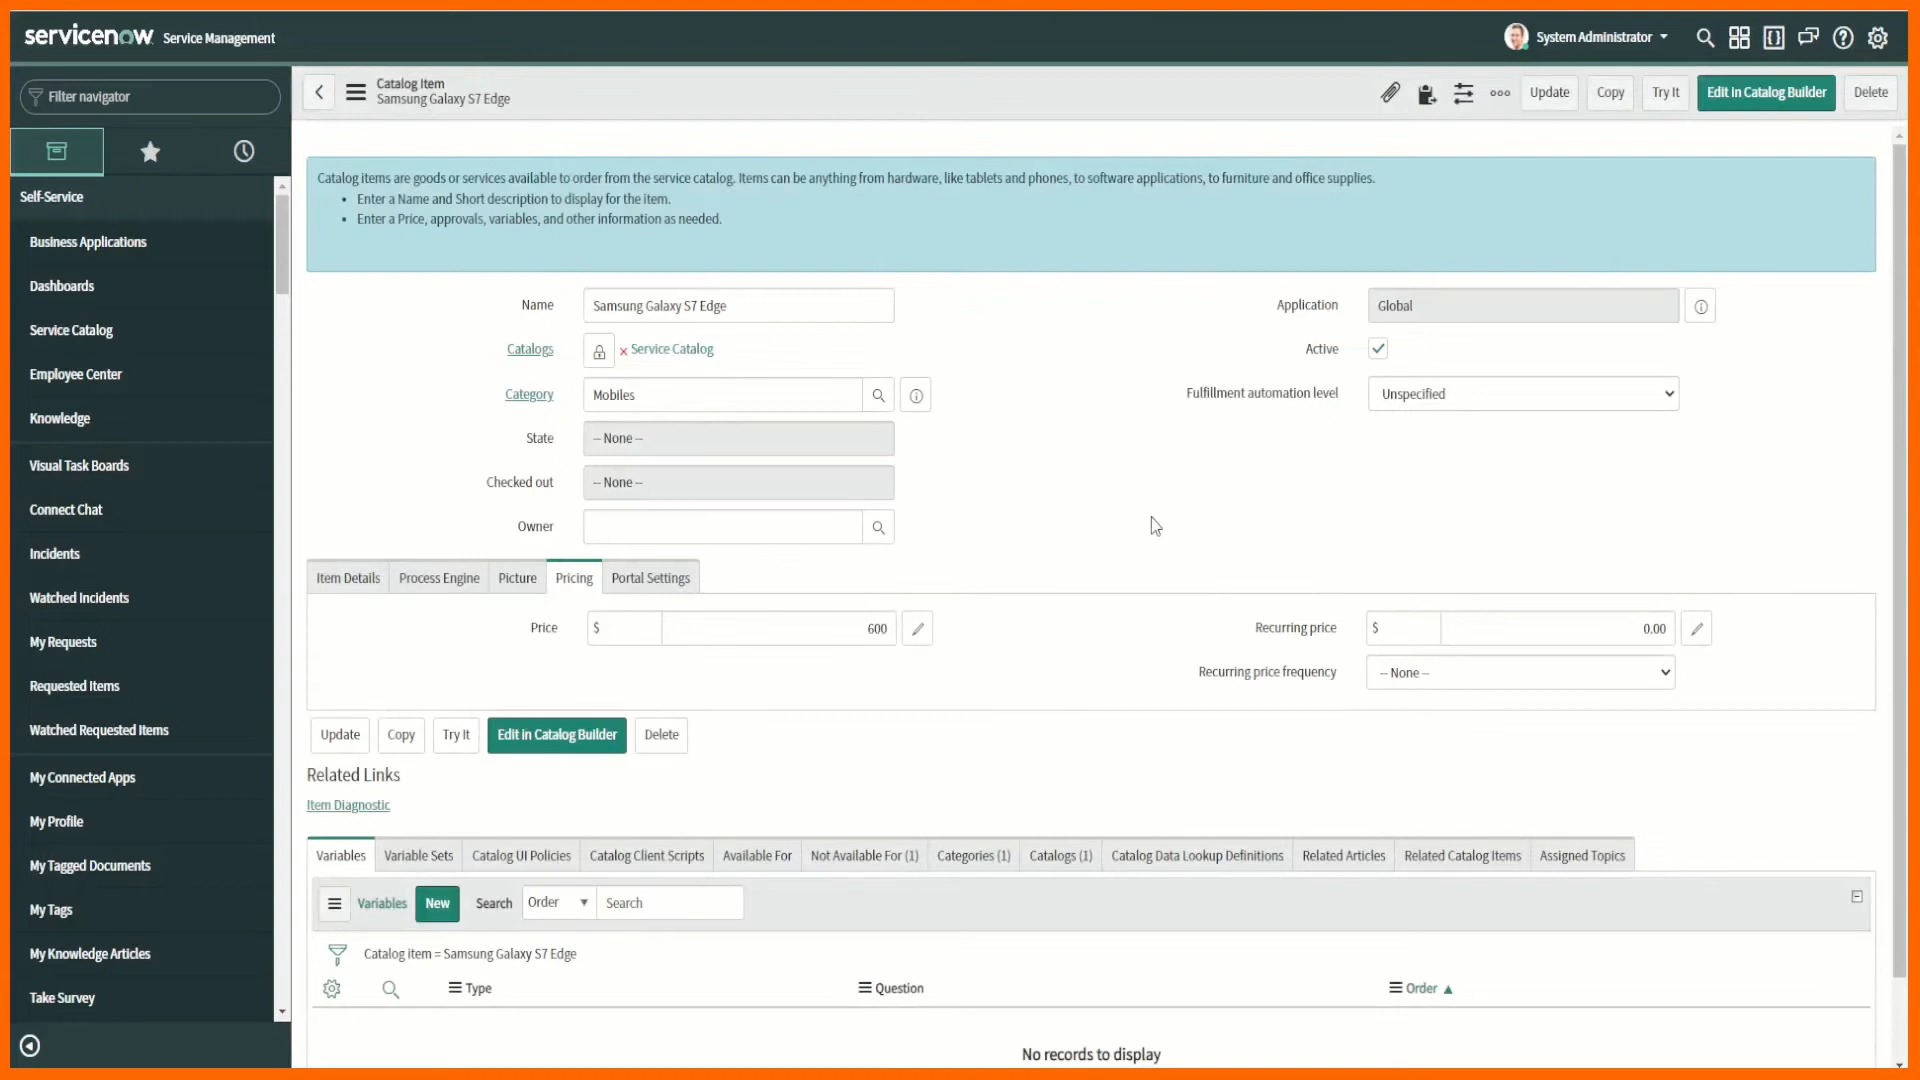 servicenow Service Management
System Administrator
Filter navigator
Self-Service
Business Applications
Dashboards
Service Catalog
Employee Center
Knowledge
Visual Task Boards
Connect Chat
Incidents
Watched Incidents
My Requests
Requested Items
Watched Requested Items
My Connected Apps
My Profile
My Tagged Documents
My Tags
My Knowledge Articles
Take Survey
Catalog Item
Samsung Galaxy S7 Edge
Update Copy Try It Edit in Catalog Builder Delete
Catalog items are goods or services available to order from the service catalog. Items can be anything from hardware, like tablets and phones, to software applications, to furniture and office supplies.
• Enter a Name and Short description to display for the item.
• Enter a Price, approvals, variables, and other information as needed.
Name Samsung Galaxy S7 Edge
Catalogs Service Catalog
Category Mobiles
State -- None --
Checked out -- None --
Owner
Application Global
Active
Fulfillment automation level Unspecified
Item Details Process Engine Picture Pricing Portal Settings
Price $ 600
Recurring price $ 0.00
Recurring price frequency -- None --
Update Copy Try It Edit in Catalog Builder Delete
Related Links
Item Diagnostic
Variables Variable Sets Catalog UI Policies Catalog Client Scripts Available For Not Available For (1) Categories (1) Catalogs (1) Catalog Data Lookup Definitions Related Articles Related Catalog Items Assigned Topics
Variables New Search Order Search
Catalog item = Samsung Galaxy S7 Edge
Type Question Order
No records to display